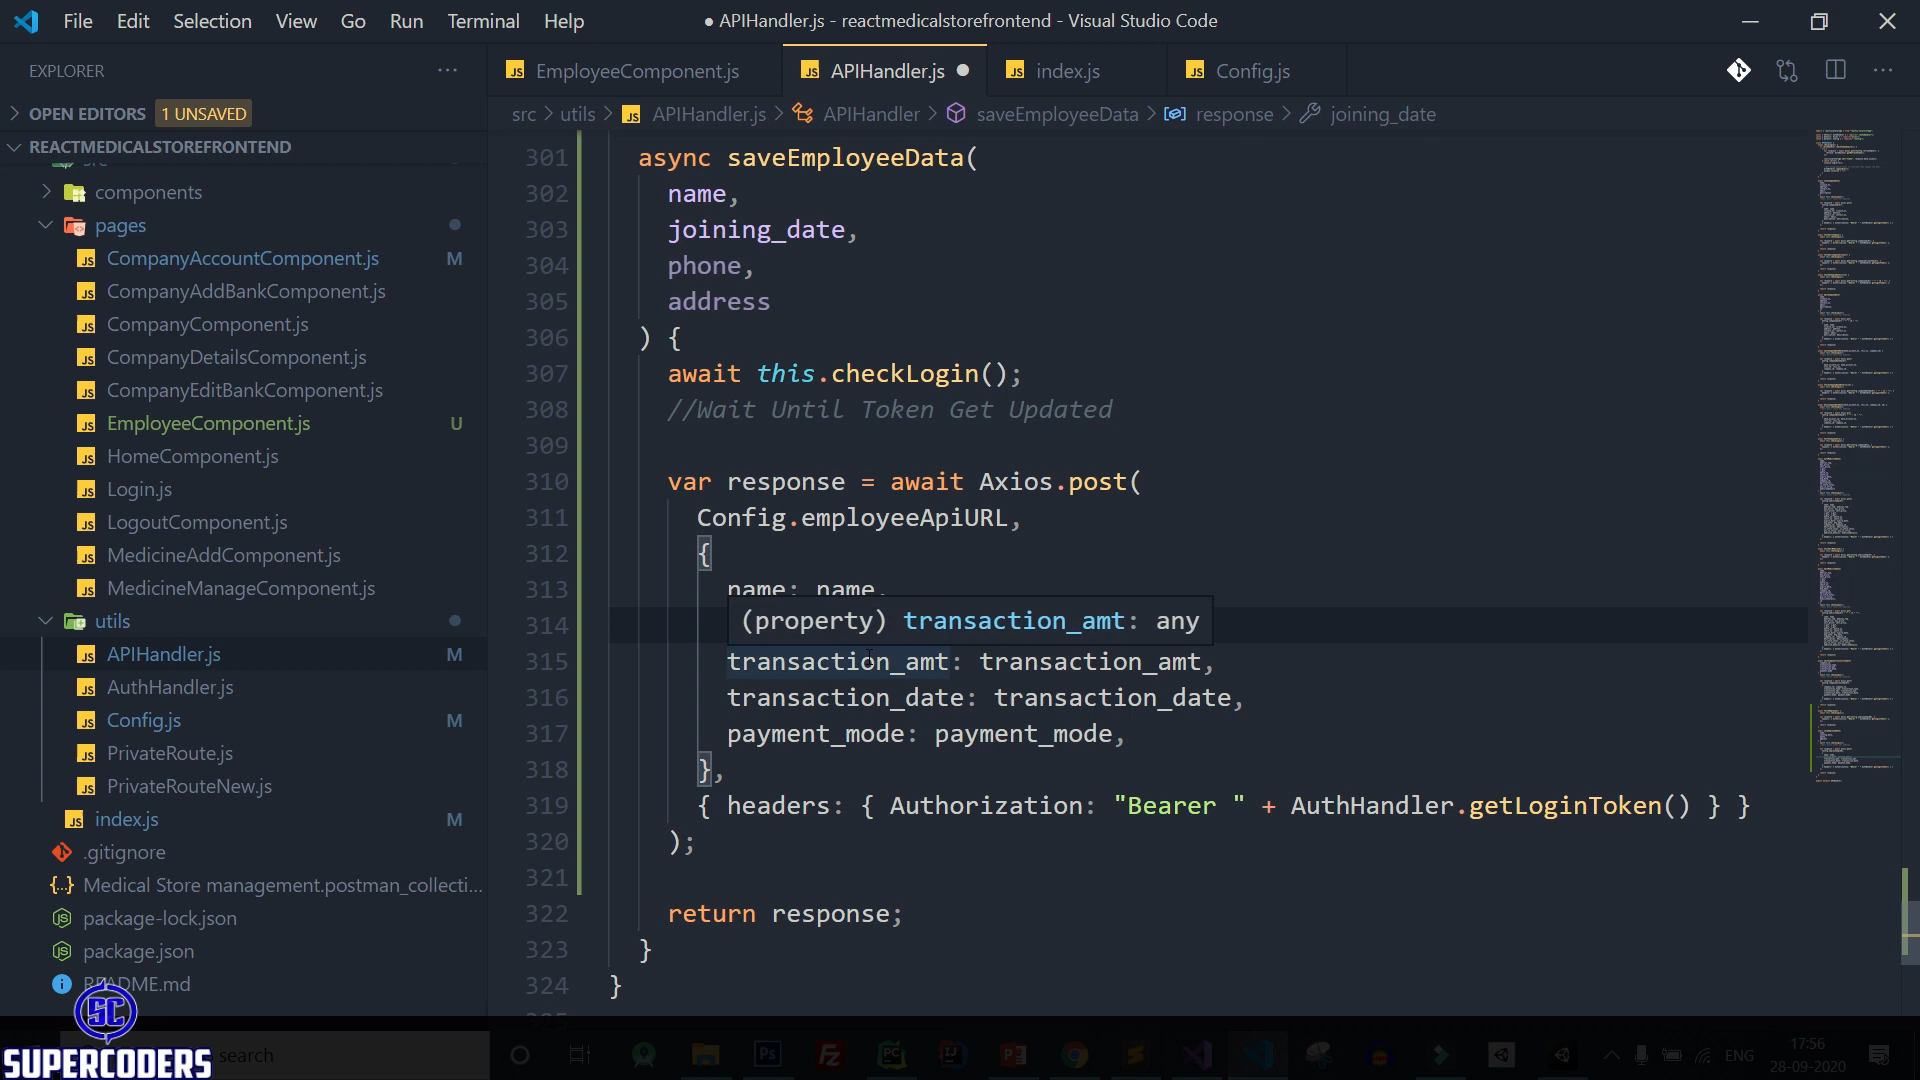 File Edit Selection View Go Run Terminal Help
● APIHandler.js - reactmedicalstorefrontend - Visual Studio Code
EXPLORER
OPEN EDITORS 1 UNSAVED
REACTMEDICALSTOREFRONTEND
components
pages
CompanyAccountComponent.js M
CompanyAddBankComponent.js
CompanyComponent.js
CompanyDetailsComponent.js
CompanyEditBankComponent.js
EmployeeComponent.js U
HomeComponent.js
Login.js
LogoutComponent.js
MedicineAddComponent.js
MedicineManageComponent.js
utils
APIHandler.js M
AuthHandler.js
Config.js M
PrivateRoute.js
PrivateRouteNew.js
index.js M
.gitignore
Medical Store management.postman_collecti...
package-lock.json
package.json
README.md
EmployeeComponent.js APIHandler.js index.js Config.js
src > utils > APIHandler.js > APIHandler > saveEmployeeData > response > joining_date
301 async saveEmployeeData(
302 name,
303 joining_date,
304 phone,
305 address
306 ) {
307 await this.checkLogin();
308 //Wait Until Token Get Updated
309
310 var response = await Axios.post(
311 Config.employeeApiURL,
312 {
313 name: name,
314
(property) transaction_amt: any
315 transaction_amt: transaction_amt,
316 transaction_date: transaction_date,
317 payment_mode: payment_mode,
318 },
319 { headers: { Authorization: "Bearer " + AuthHandler.getLoginToken() } }
320 );
321
322 return response;
323 }
324 }
SC
SUPERCODERS
search
ENG
17:56
28-09-2020